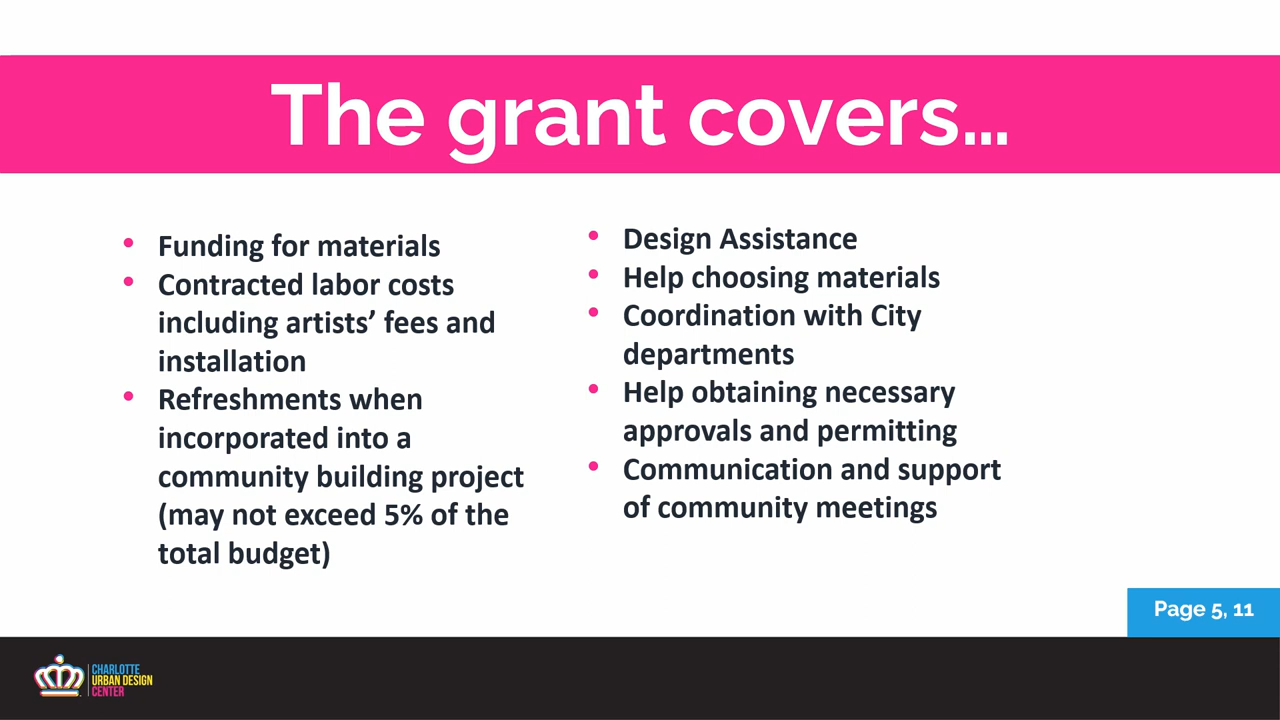 The grant covers…
• Funding for materials
• Contracted labor costs
including artists’ fees and
installation
• Refreshments when
incorporated into a
community building project
(may not exceed 5% of the
total budget)
• Design Assistance
• Help choosing materials
• Coordination with City
departments
• Help obtaining necessary
approvals and permitting
• Communication and support
of community meetings
Page 5, 11
CHARLOTTE
URBAN DESIGN
CENTER